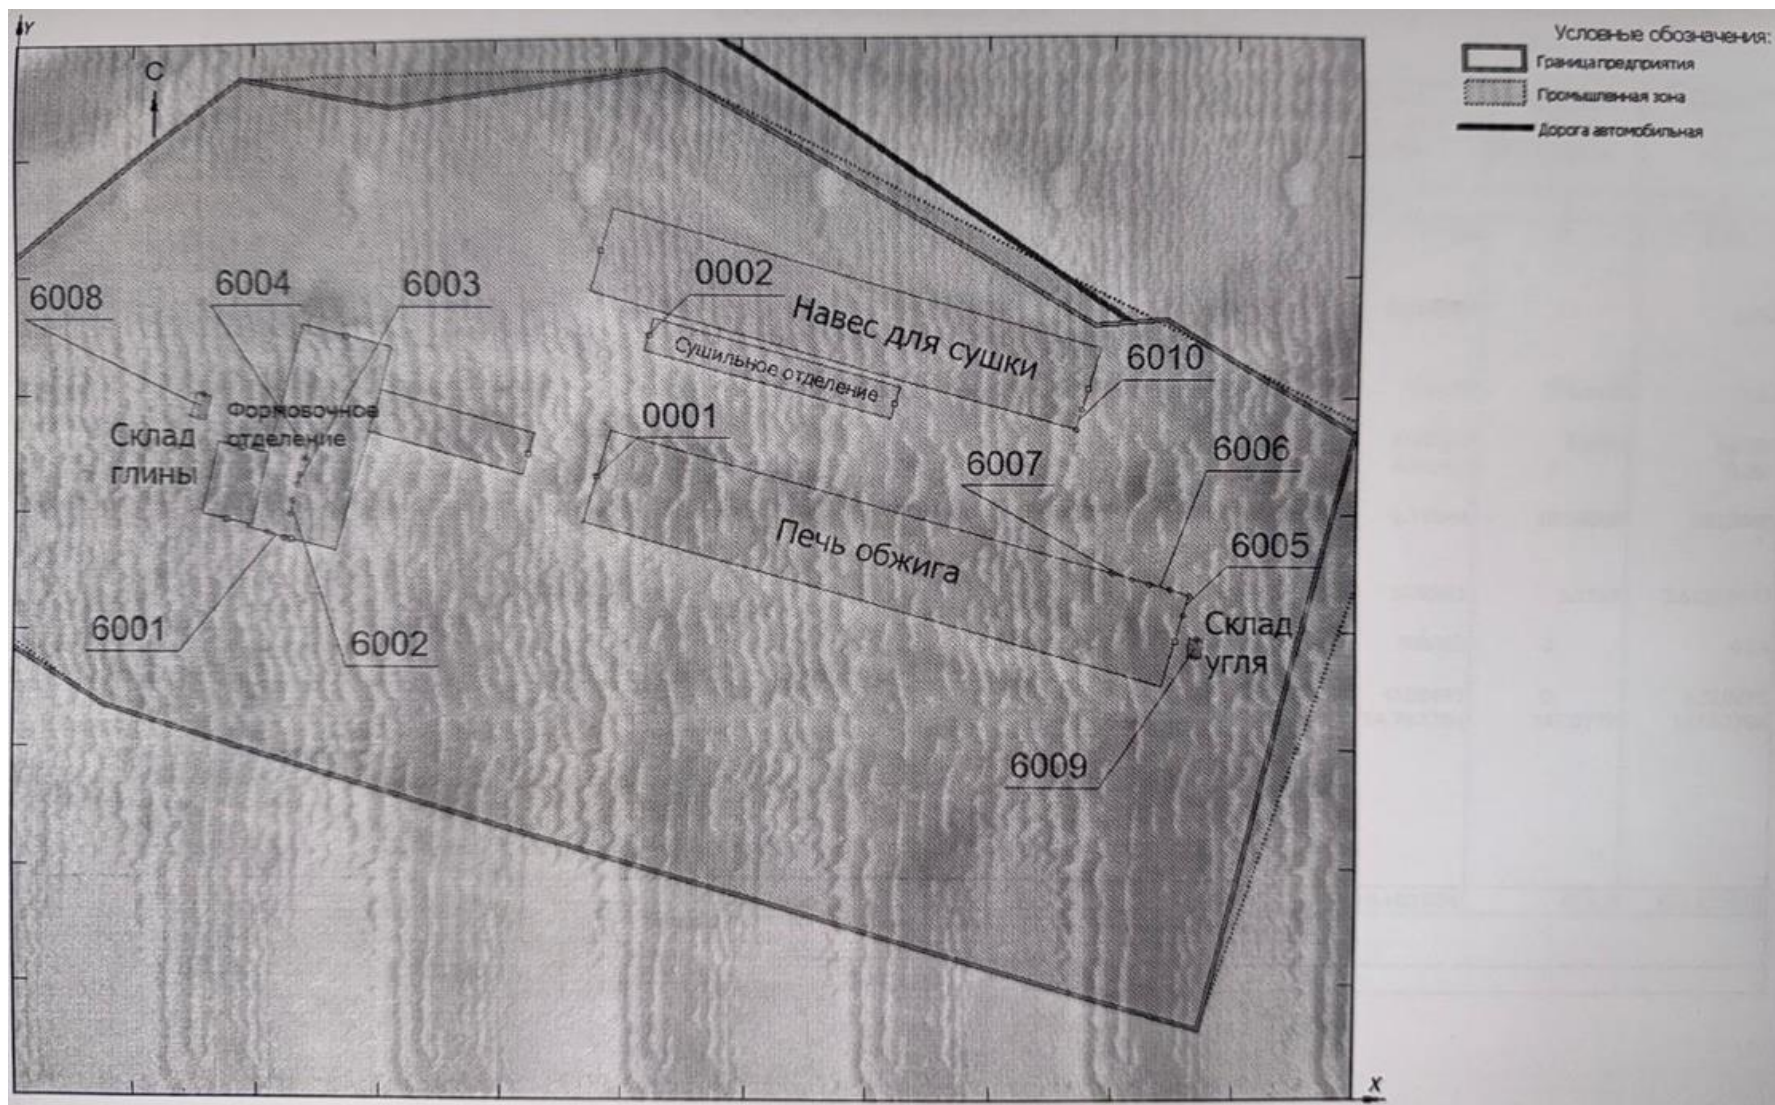 Y
Условные обозначения:
Граница предприятия
Промышленная зона
Дорога автомобильная
С
6008
6004
6003
0002
Навес для сушки
Сушильное отделение
6010
0001
Формовочное
отделение
Склад
глины
6007
6006
6005
Печь обжига
6001
6002
Склад
угля
6009
X